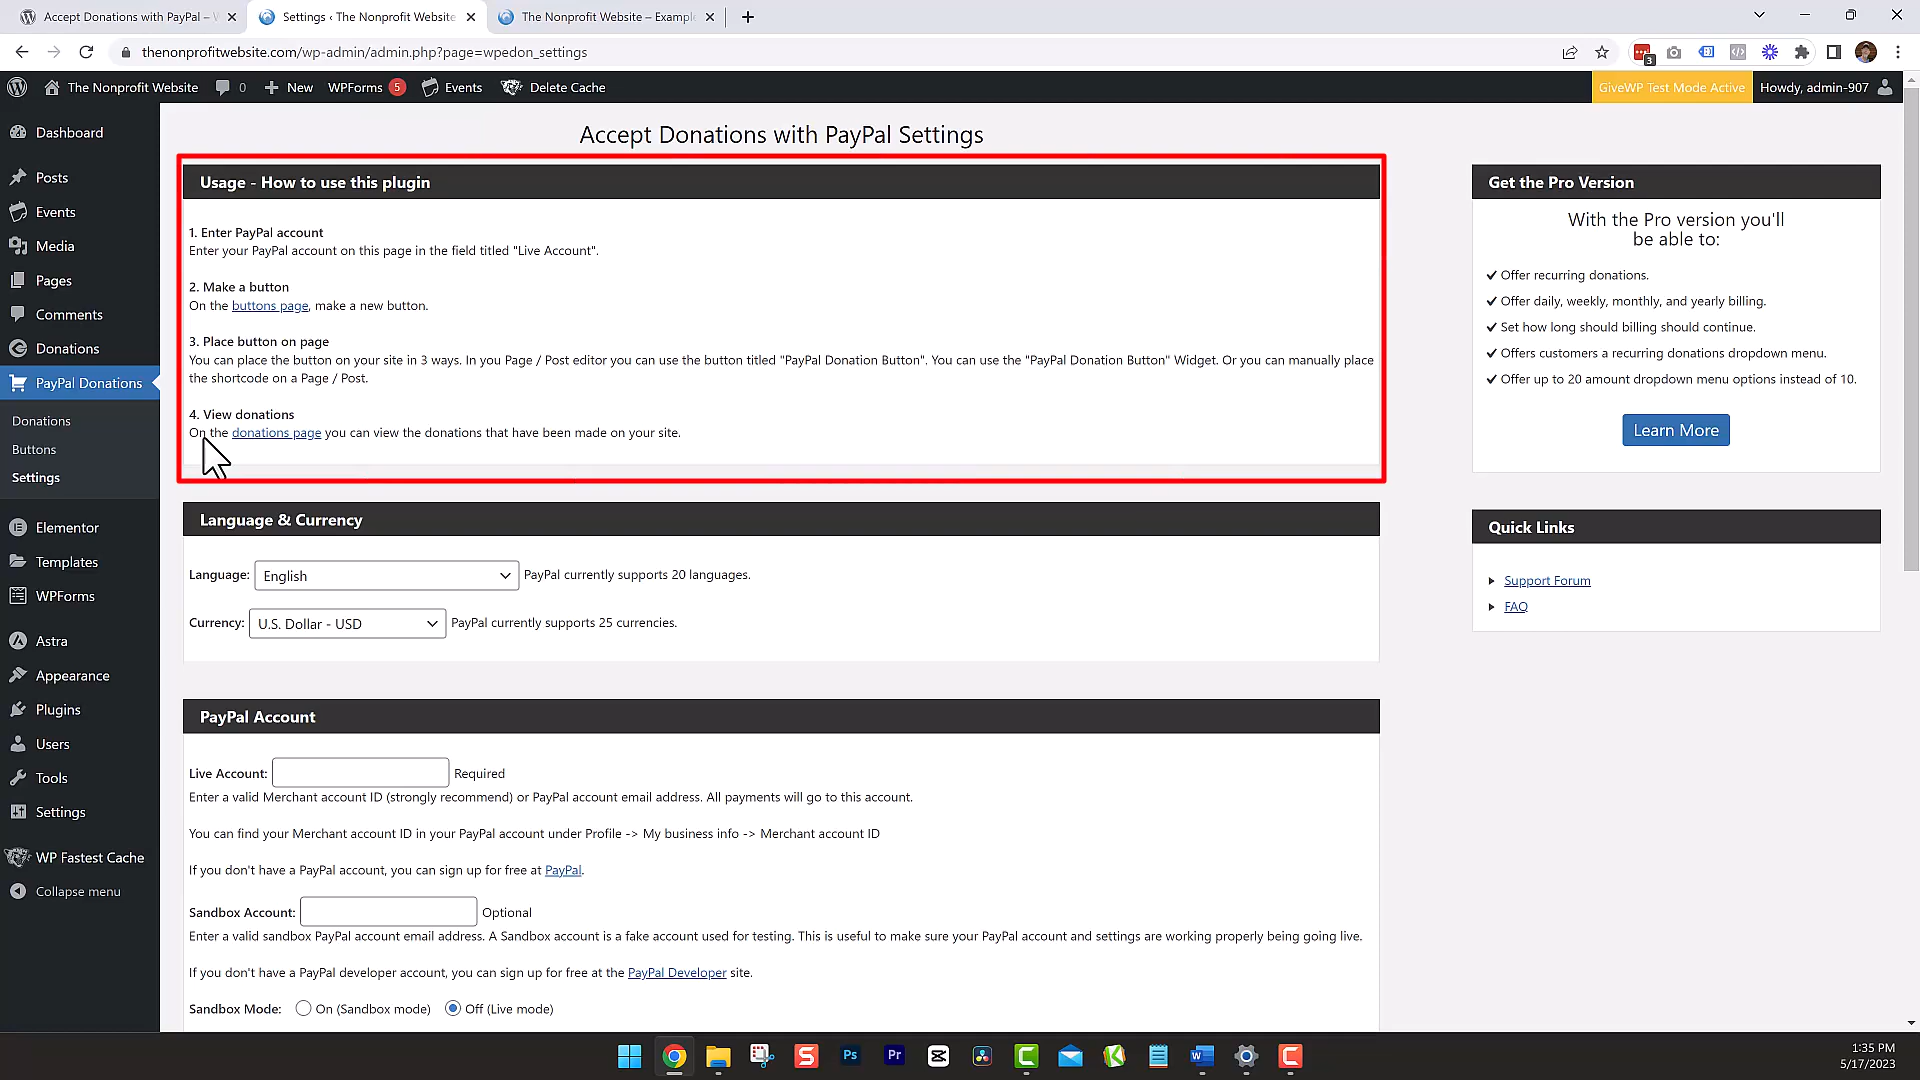 Accept Donations with PayPal –
Settings ‹ The Nonprofit Website
The Nonprofit Website – Exampl
thenonprofitwebsite.com/wp-admin/admin.php?page=wpedon_settings
3
The Nonprofit Website
0
New
WPForms 5
Events
Delete Cache
GiveWP Test Mode Active
Howdy, admin-907
Dashboard
Posts
Events
Media
Pages
Comments
Donations
PayPal Donations
Donations
Buttons
Settings
Elementor
Templates
WPForms
Astra
Appearance
Plugins
Users
Tools
Settings
WP Fastest Cache
Collapse menu
Accept Donations with PayPal Settings
Usage - How to use this plugin
1. Enter PayPal account
Enter your PayPal account on this page in the field titled "Live Account".
2. Make a button
On the buttons page, make a new button.
3. Place button on page
You can place the button on your site in 3 ways. In you Page / Post editor you can use the button titled "PayPal Donation Button". You can use the "PayPal Donation Button" Widget. Or you can manually place
the shortcode on a Page / Post.
4. View donations
On the donations page you can view the donations that have been made on your site.
Language & Currency
Language: English PayPal currently supports 20 languages.
Currency: U.S. Dollar - USD PayPal currently supports 25 currencies.
PayPal Account
Live Account: Required
Enter a valid Merchant account ID (strongly recommend) or PayPal account email address. All payments will go to this account.
You can find your Merchant account ID in your PayPal account under Profile -> My business info -> Merchant account ID
If you don't have a PayPal account, you can sign up for free at PayPal.
Sandbox Account: Optional
Enter a valid sandbox PayPal account email address. A Sandbox account is a fake account used for testing. This is useful to make sure your PayPal account and settings are working properly being going live.
If you don't have a PayPal developer account, you can sign up for free at the PayPal Developer site.
Sandbox Mode: On (Sandbox mode) Off (Live mode)
Get the Pro Version
With the Pro version you'll
be able to:
✔ Offer recurring donations.
✔ Offer daily, weekly, monthly, and yearly billing.
✔ Set how long should billing should continue.
✔ Offers customers a recurring donations dropdown menu.
✔ Offer up to 20 amount dropdown menu options instead of 10.
Learn More
Quick Links
Support Forum
FAQ
Ps
Pr
1:35 PM
5/17/2023